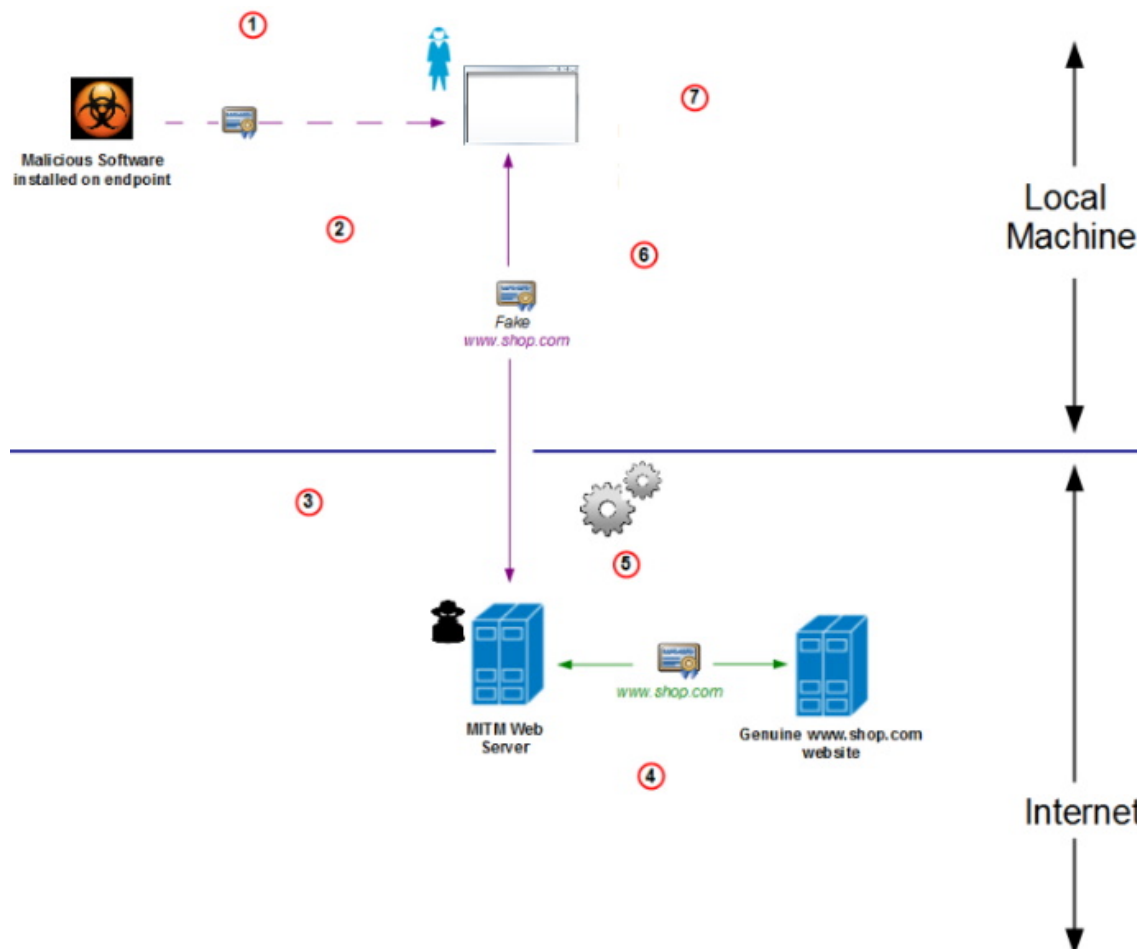 1
7
Malicious Software
installed on endpoint
2
Local
Machine
6
Fake
www.shop.com
3
5
www.shop.com
MITM Web
Server
Genuine www.shop.com
website
4
Internet